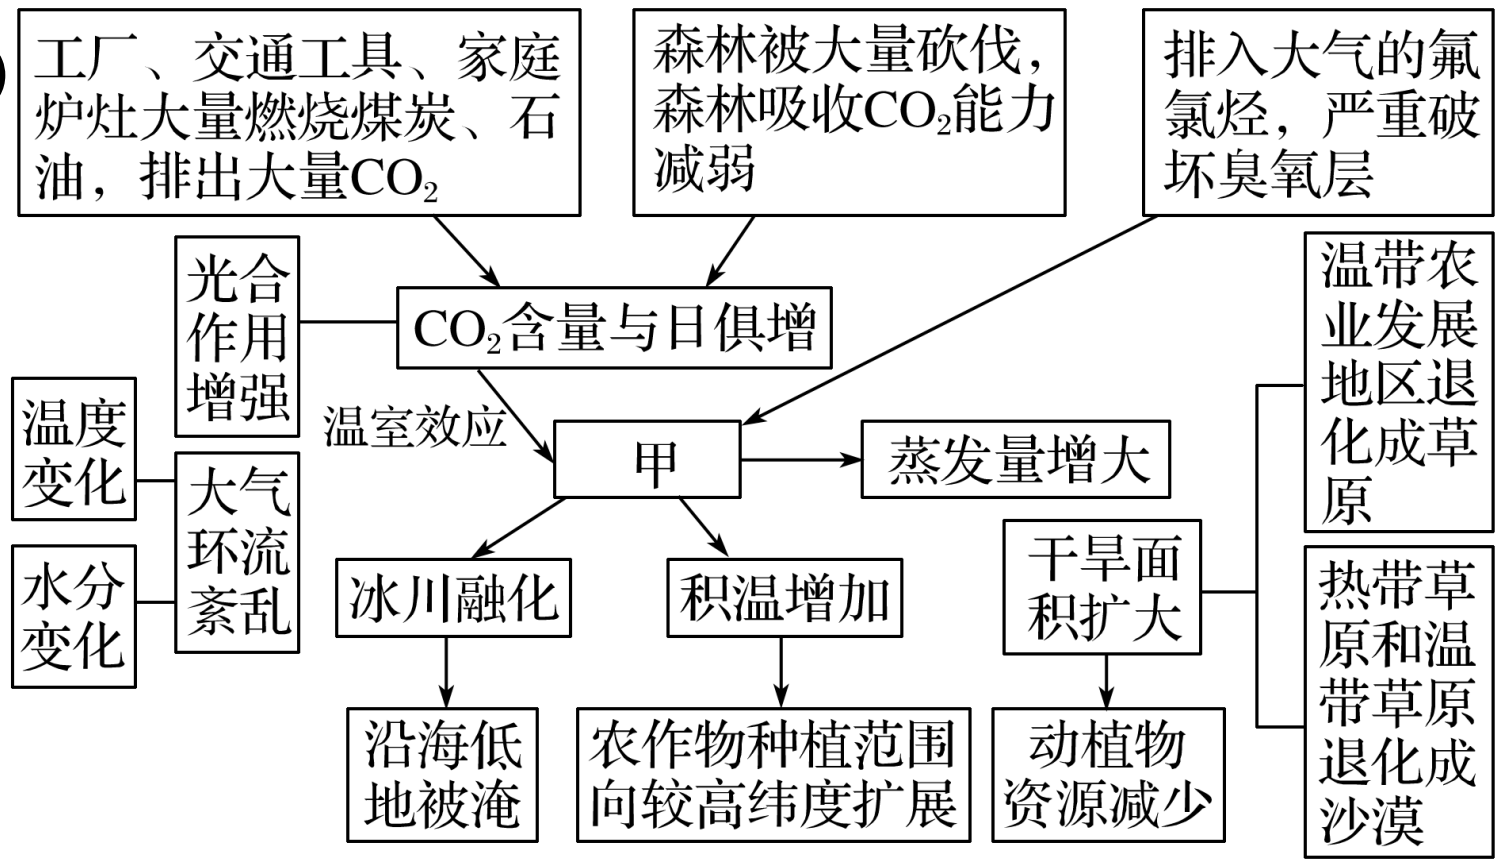 工厂、交通工具、家庭
炉灶大量燃烧煤炭、石
油，排出大量CO₂
森林被大量砍伐，
森林吸收CO₂能力
减弱
排入大气的氟
氯烃，严重破
坏臭氧层
光合
作用
增强
CO₂含量与日俱增
温带农
业发展
地区退
化成草
原
温度
变化
温室效应
甲
蒸发量增大
大气
环流
紊乱
水分
变化
冰川融化
积温增加
干旱面
积扩大
热带草
原和温
带草原
退化成
沙漠
沿海低
地被淹
农作物种植范围
向较高纬度扩展
动植物
资源减少